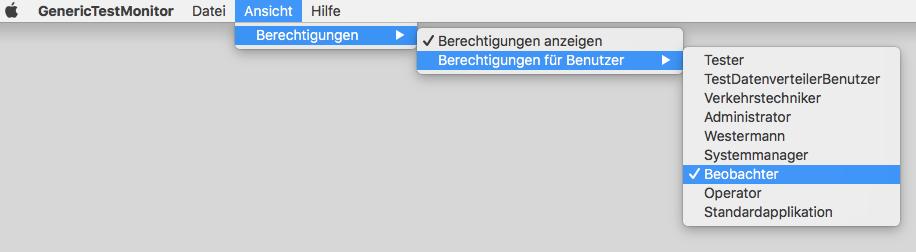 GenericTestMonitor Datei Ansicht Hilfe
Berechtigungen
Berechtigungen anzeigen
Berechtigungen für Benutzer
Tester
TestDatenverteilerBenutzer
Verkehrstechniker
Administrator
Westermann
Systemmanager
Beobachter
Operator
Standardapplikation